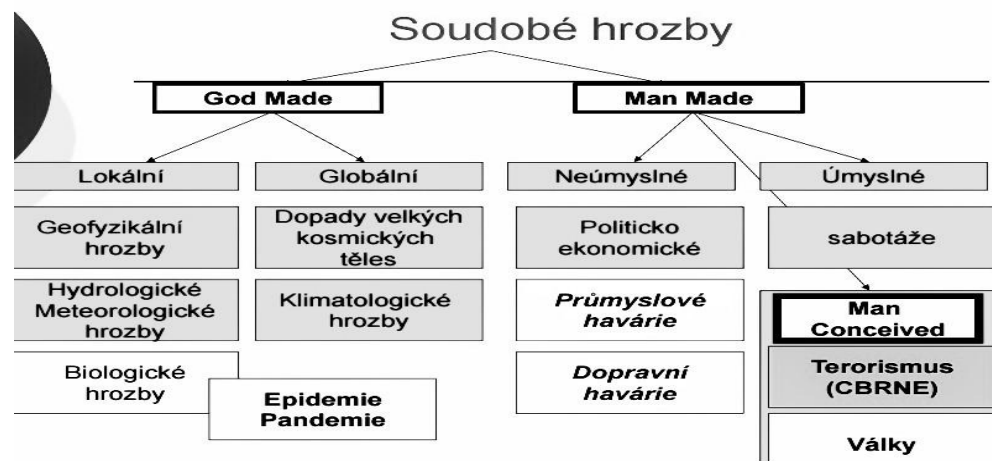 Soudobé hrozby
God Made
Man Made
Lokální
Globální
Neúmyslné
Úmyslné
Geofyzikální
hrozby
Dopady velkých
kosmických
těles
Politicko
ekonomické
sabotáže
Hydrologické
Meteorologické
hrozby
Klimatologické
hrozby
Průmyslové
havárie
Man
Conceived
Biologické
hrozby
Epidemie
Pandemie
Dopravní
havárie
Terorismus
(CBRNE)
Války